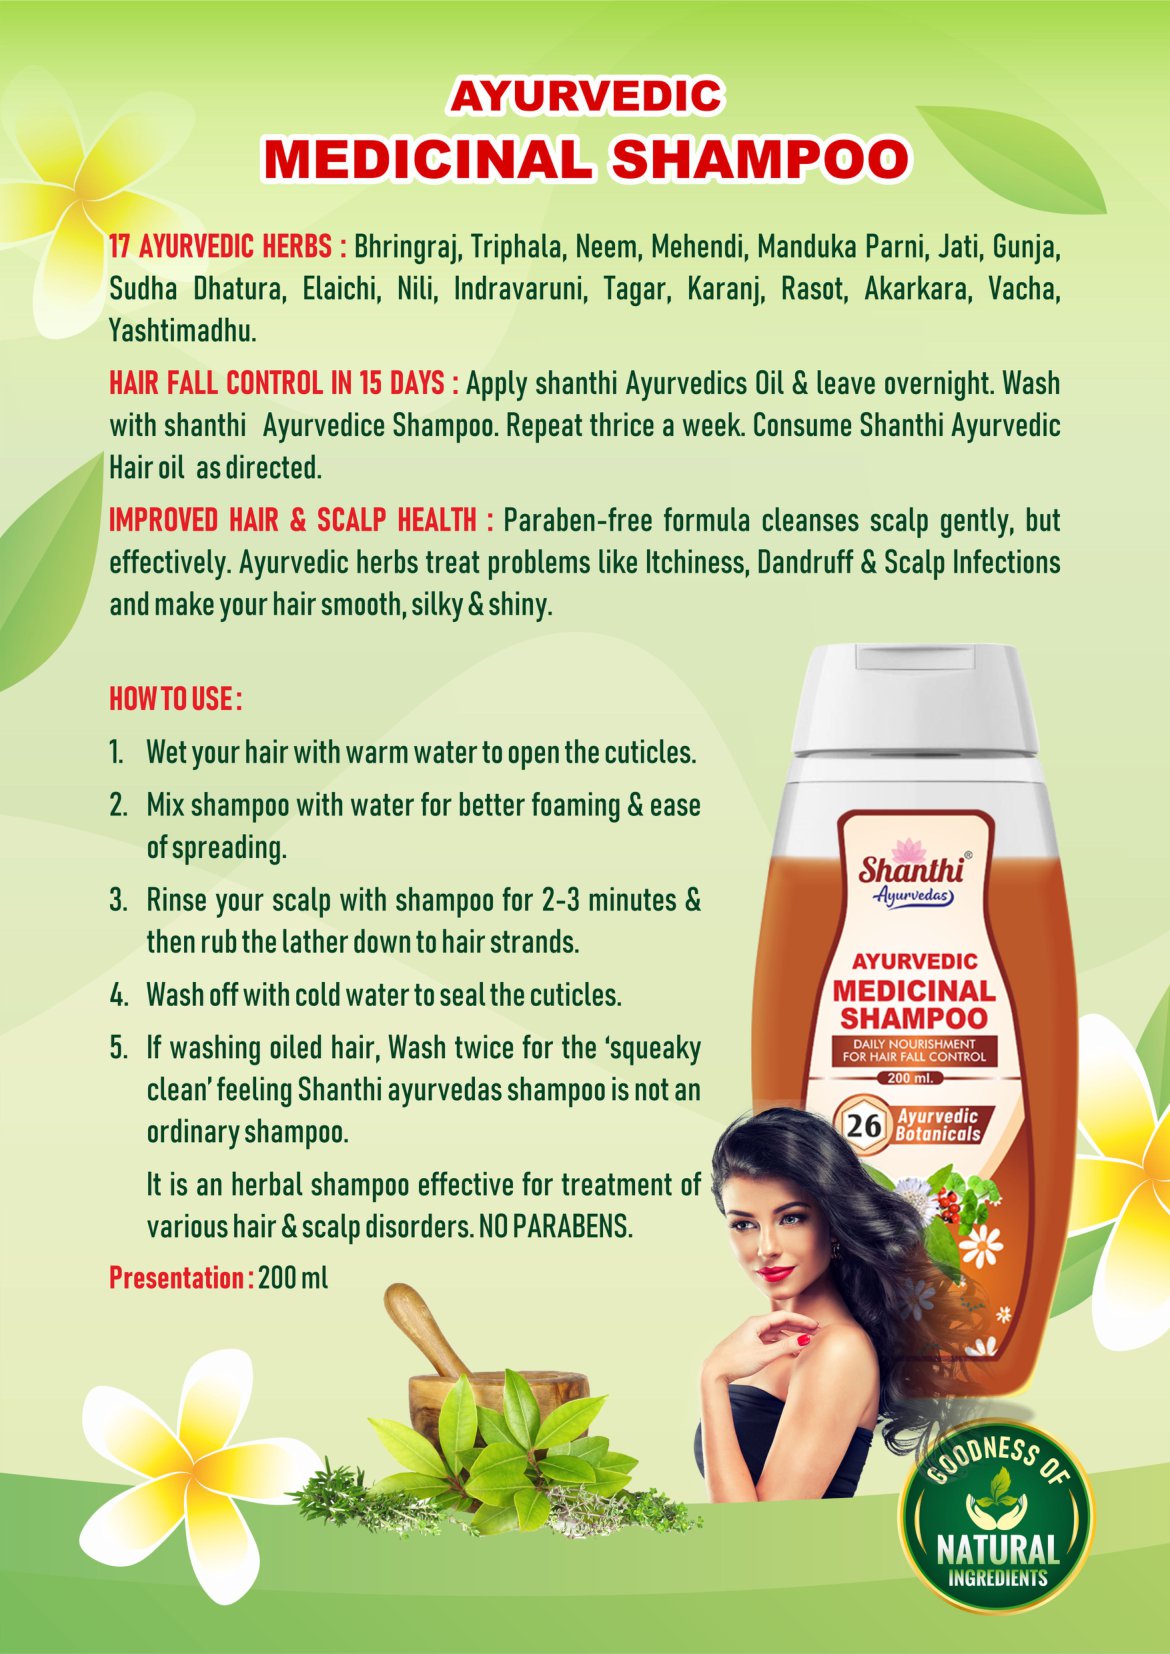 AYURVEDIC
MEDICINAL SHAMPOO
17 AYURVEDIC HERBS : Bhringraj, Triphala, Neem, Mehendi, Manduka Parni, Jati, Gunja,
Sudha Dhatura, Elaichi, Nili, Indravaruni, Tagar, Karanj, Rasot, Akarkara, Vacha,
Yashtimadhu.
HAIR FALL CONTROL IN 15 DAYS : Apply shanthi Ayurvedics Oil & leave overnight. Wash
with shanthi Ayurvedice Shampoo. Repeat thrice a week. Consume Shanthi Ayurvedic
Hair oil as directed.
IMPROVED HAIR & SCALP HEALTH : Paraben-free formula cleanses scalp gently, but
effectively. Ayurvedic herbs treat problems like Itchiness, Dandruff & Scalp Infections
and make your hair smooth, silky & shiny.
HOW TO USE :
1. Wet your hair with warm water to open the cuticles.
2. Mix shampoo with water for better foaming & ease
of spreading.
3. Rinse your scalp with shampoo for 2-3 minutes &
then rub the lather down to hair strands.
4. Wash off with cold water to seal the cuticles.
5. If washing oiled hair, Wash twice for the ‘squeaky
clean’ feeling Shanthi ayurvedas shampoo is not an
ordinary shampoo.
It is an herbal shampoo effective for treatment of
various hair & scalp disorders. NO PARABENS.
Presentation : 200 ml
Shanthi®
Ayurvedas
AYURVEDIC
MEDICINAL
SHAMPOO
DAILY NOURISHMENT
FOR HAIR FALL CONTROL
200 ml.
26 Ayurvedic
Botanicals
GOODNESS OF
NATURAL
INGREDIENTS